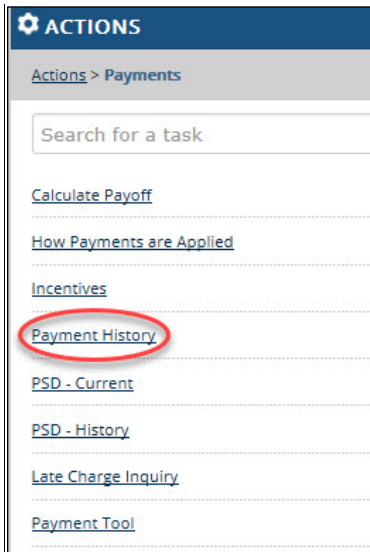 ACTIONS
Actions > Payments
Search for a task
Calculate Payoff
How Payments are Applied
Incentives
Payment History
PSD - Current
PSD - History
Late Charge Inquiry
Payment Tool